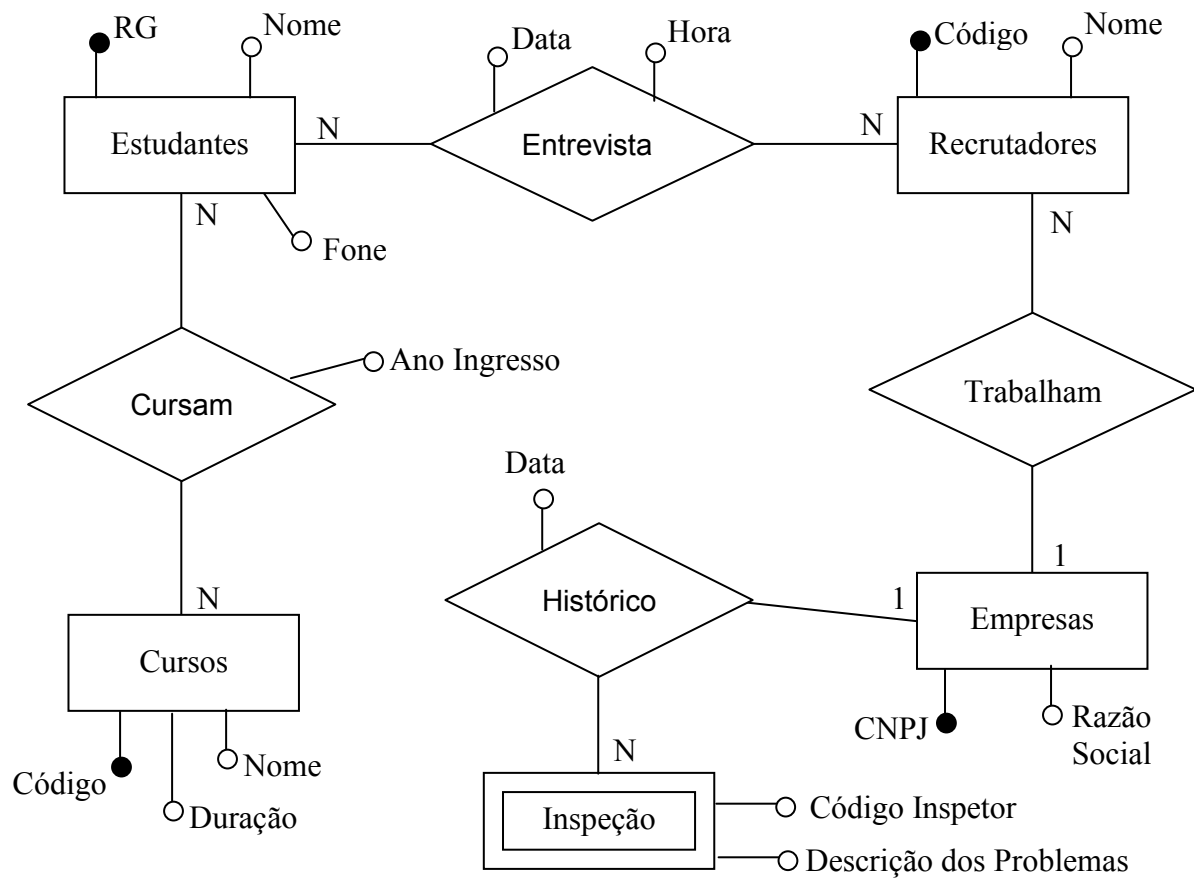 RG
Nome
Data
Hora
Código
Nome
Estudantes
N
Entrevista
N
Recrutadores
N
Fone
N
Ano Ingresso
Cursam
Trabalham
Data
N
Histórico
1
1
Empresas
Cursos
CNPJ
Razão
Social
N
Código
Nome
Duração
Inspeção
Código Inspetor
Descrição dos Problemas